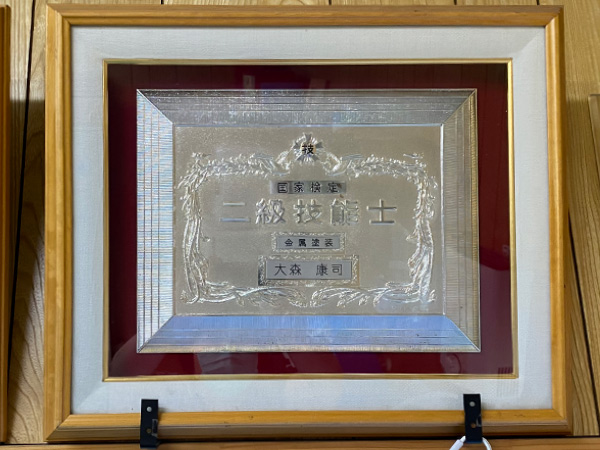 技
国家検定
二級技能士
金属塗装
大森 康司